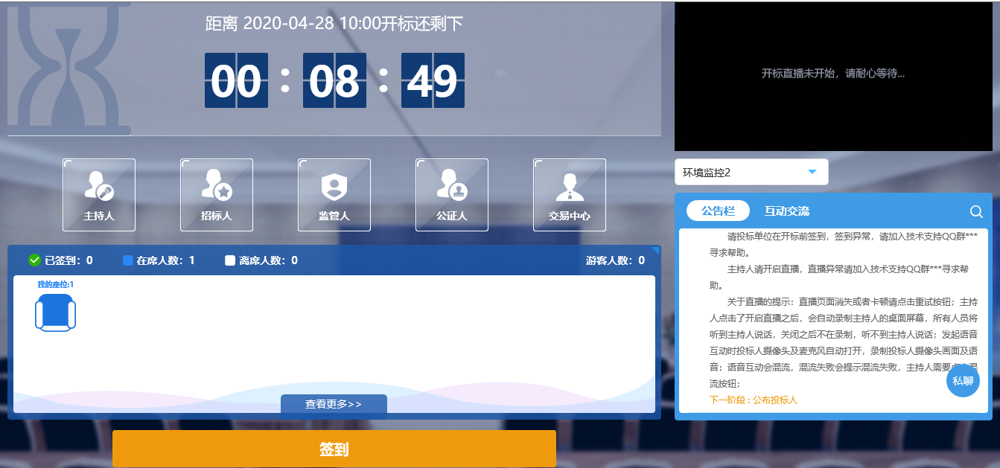 距离 2020-04-28 10:00开标还剩下
00 : 08 : 49
开标直播未开始，请耐心等待...
主持人
招标人
监管人
公证人
交易中心
环境监控2
公告栏 互动交流
已签到：0 在席人数：1 离席人数：0 游客人数：0
我的座位:1
查看更多>>
签到
请投标单位在开标前签到，签到异常，请加入技术支持QQ群***
寻求帮助。
主持人请开启直播，直播异常请加入技术支持QQ群***寻求帮
助。
关于直播的提示：直播页面消失或者卡顿请点击重试按钮；主持
人点击了开启直播之后，会自动录制主持人的桌面屏幕，所有人员将
听到主持人说话，关闭之后不在录制，听不到主持人说话；发起语音
互动时投标人摄像头及麦克风自动打开，录制投标人摄像头画面及语
音；语音互动会混流，混流失败会提示混流失败，主持人需要点
混
流按钮；
下一阶段 : 公布投标人
私聊